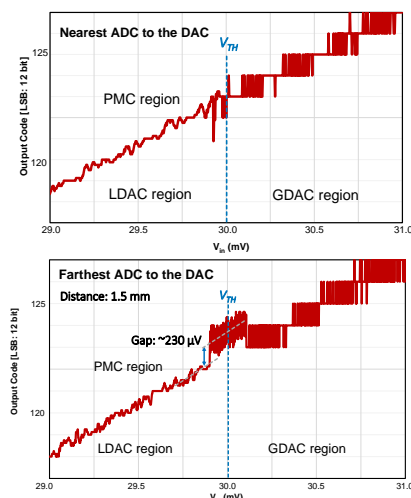 Nearest ADC to the DAC
V_TH
PMC region
LDAC region
GDAC region
Output Code [LSB: 12 bit]
125
120
29.0
29.5
30.0
30.5
31.0
V_in (mV)
Farthest ADC to the DAC
Distance: 1.5 mm
V_TH
Gap: ~230 µV
PMC region
LDAC region
GDAC region
Output Code [LSB: 12 bit]
125
120
29.0
29.5
30.0
30.5
31.0